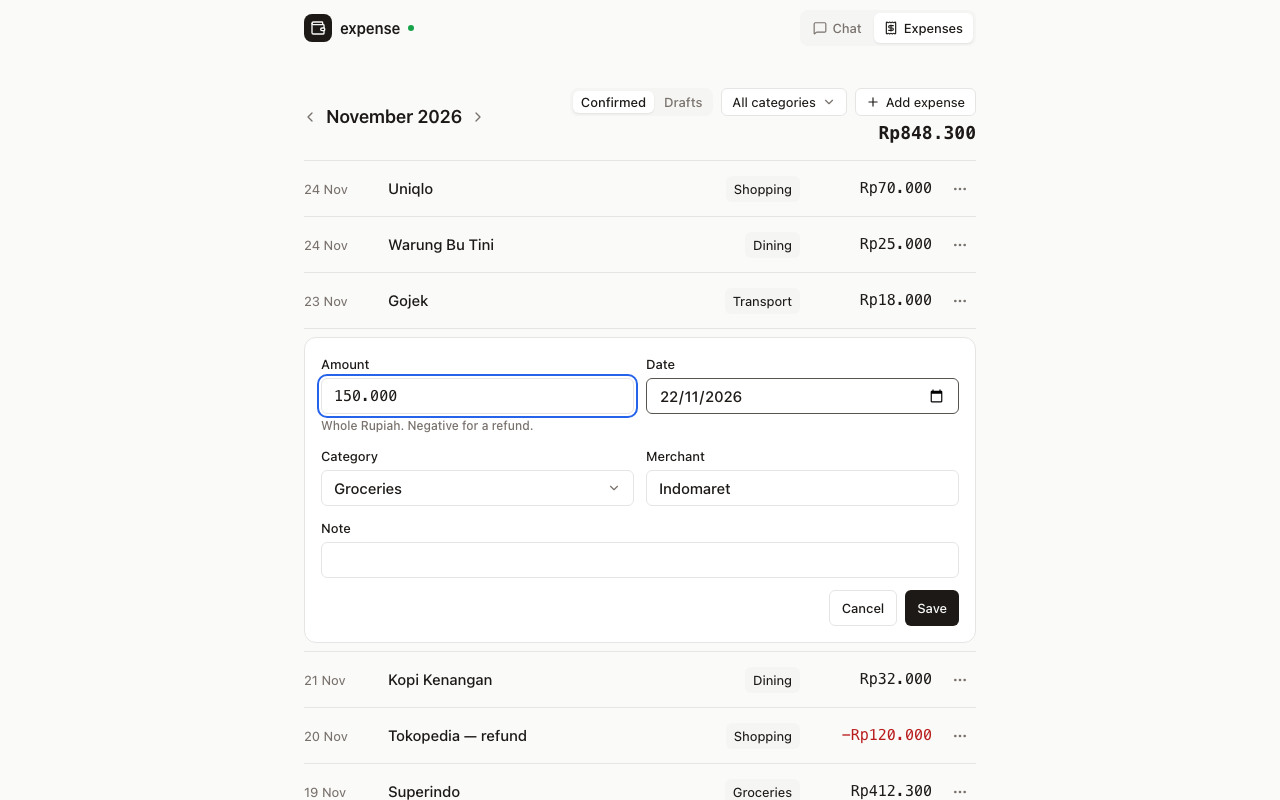 expense
Chat
Expenses
November 2026
Confirmed
Drafts
All categories
Add expense
Rp848.300
24 Nov Uniqlo Shopping Rp70.000
24 Nov Warung Bu Tini Dining Rp25.000
23 Nov Gojek Transport Rp18.000
Amount Date
150.000 22/11/2026
Whole Rupiah. Negative for a refund.
Category Merchant
Groceries Indomaret
Note
Cancel Save
21 Nov Kopi Kenangan Dining Rp32.000
20 Nov Tokopedia — refund Shopping −Rp120.000
19 Nov Superindo Groceries Rp412.300